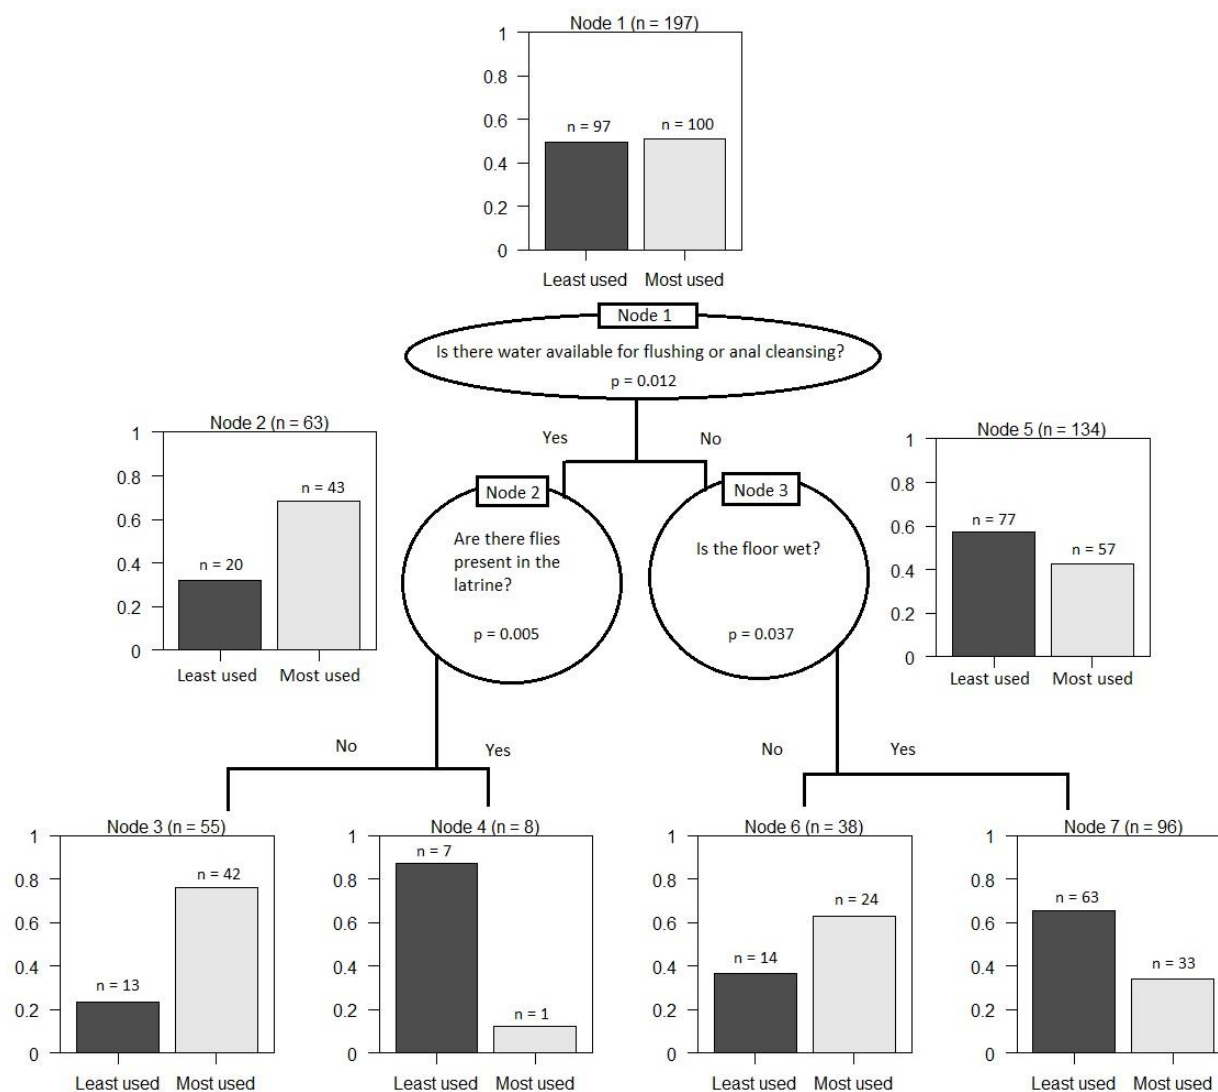 Node 1 (n = 197)
1
0.8
0.6
0.4
0.2
0
n = 97
n = 100
Least used
Most used
Node 1
Is there water available for flushing or anal cleansing?
p = 0.012
Yes
No
Node 2 (n = 63)
1
0.8
0.6
0.4
0.2
0
n = 20
n = 43
Least used
Most used
Node 2
Are there flies
present in the
latrine?
p = 0.005
Node 3
Is the floor wet?
p = 0.037
Node 5 (n = 134)
1
0.8
0.6
0.4
0.2
0
n = 77
n = 57
Least used
Most used
No
Yes
No
Yes
Node 3 (n = 55)
1
0.8
0.6
0.4
0.2
0
n = 13
n = 42
Least used
Most used
Node 4 (n = 8)
1
0.8
0.6
0.4
0.2
0
n = 7
n = 1
Least used
Most used
Node 6 (n = 38)
1
0.8
0.6
0.4
0.2
0
n = 14
n = 24
Least used
Most used
Node 7 (n = 96)
1
0.8
0.6
0.4
0.2
0
n = 63
n = 33
Least used
Most used